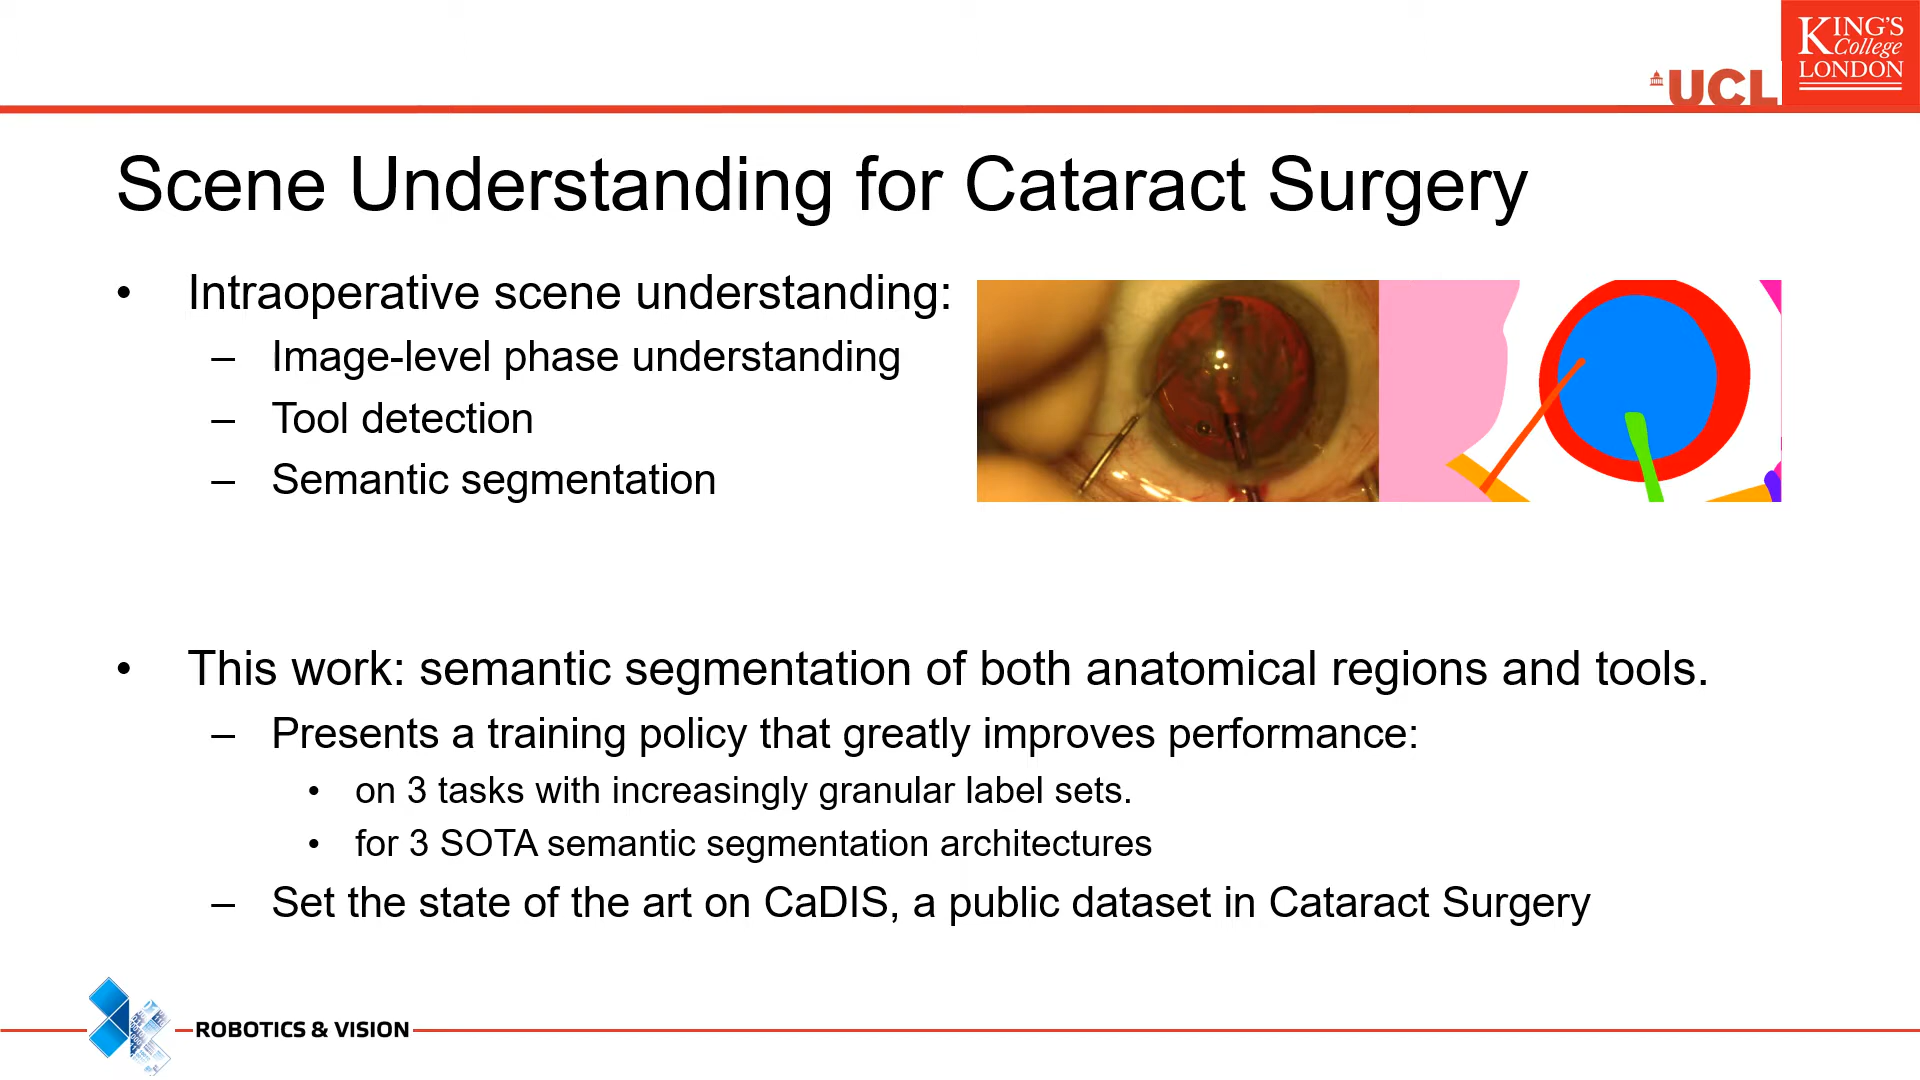 KING'S
College
LONDON
UCL
Scene Understanding for Cataract Surgery
• Intraoperative scene understanding:
– Image-level phase understanding
– Tool detection
– Semantic segmentation
• This work: semantic segmentation of both anatomical regions and tools.
– Presents a training policy that greatly improves performance:
• on 3 tasks with increasingly granular label sets.
• for 3 SOTA semantic segmentation architectures
– Set the state of the art on CaDIS, a public dataset in Cataract Surgery
ROBOTICS & VISION